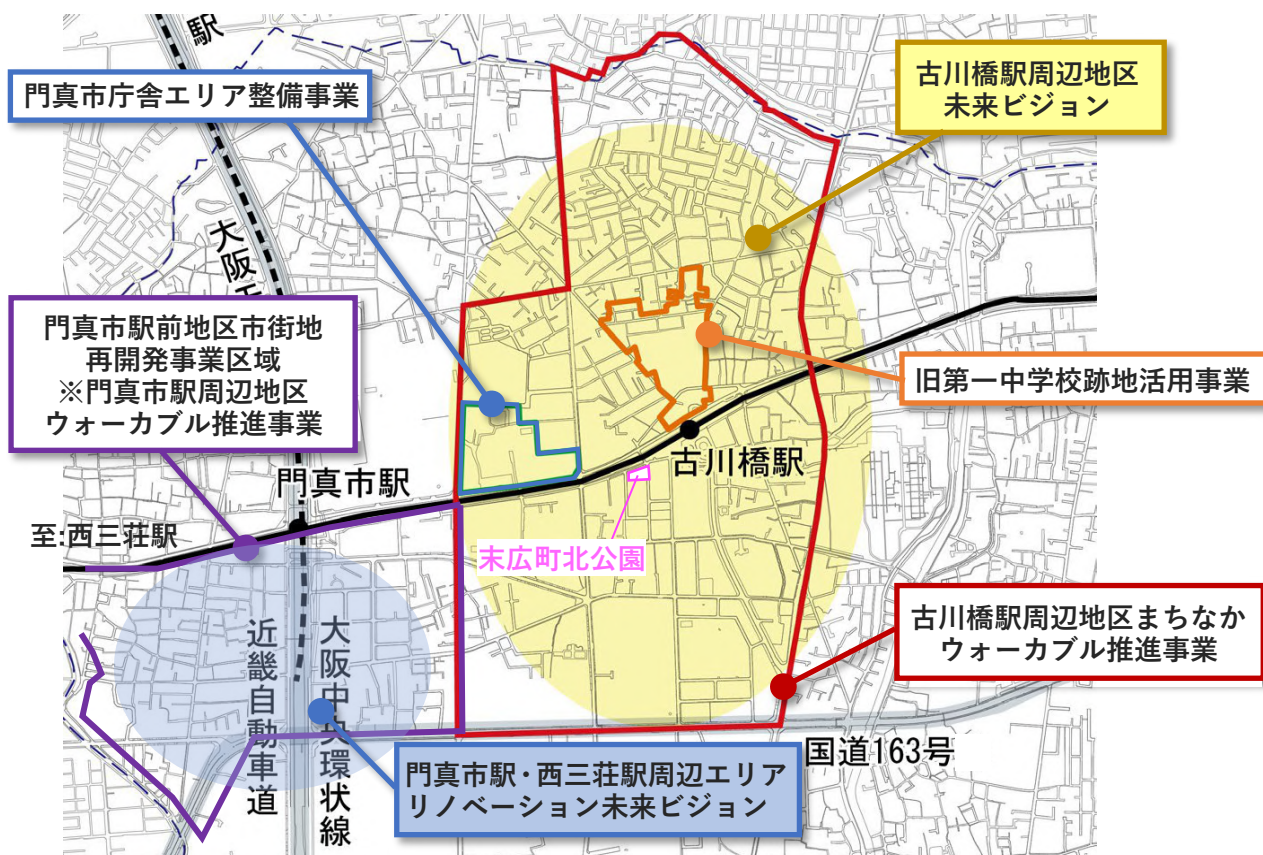 駅
門真市庁舎エリア整備事業
古川橋駅周辺地区
未来ビジョン
大阪モ
門真市駅前地区市街地
再開発事業区域
※門真市駅周辺地区
ウォーカブル推進事業
旧第一中学校跡地活用事業
古川橋駅
門真市駅
至:西三荘駅
末広町北公園
古川橋駅周辺地区まちなか
ウォーカブル推進事業
近畿自動車道
大阪中央環状線
国道163号
門真市駅・西三荘駅周辺エリア
リノベーション未来ビジョン